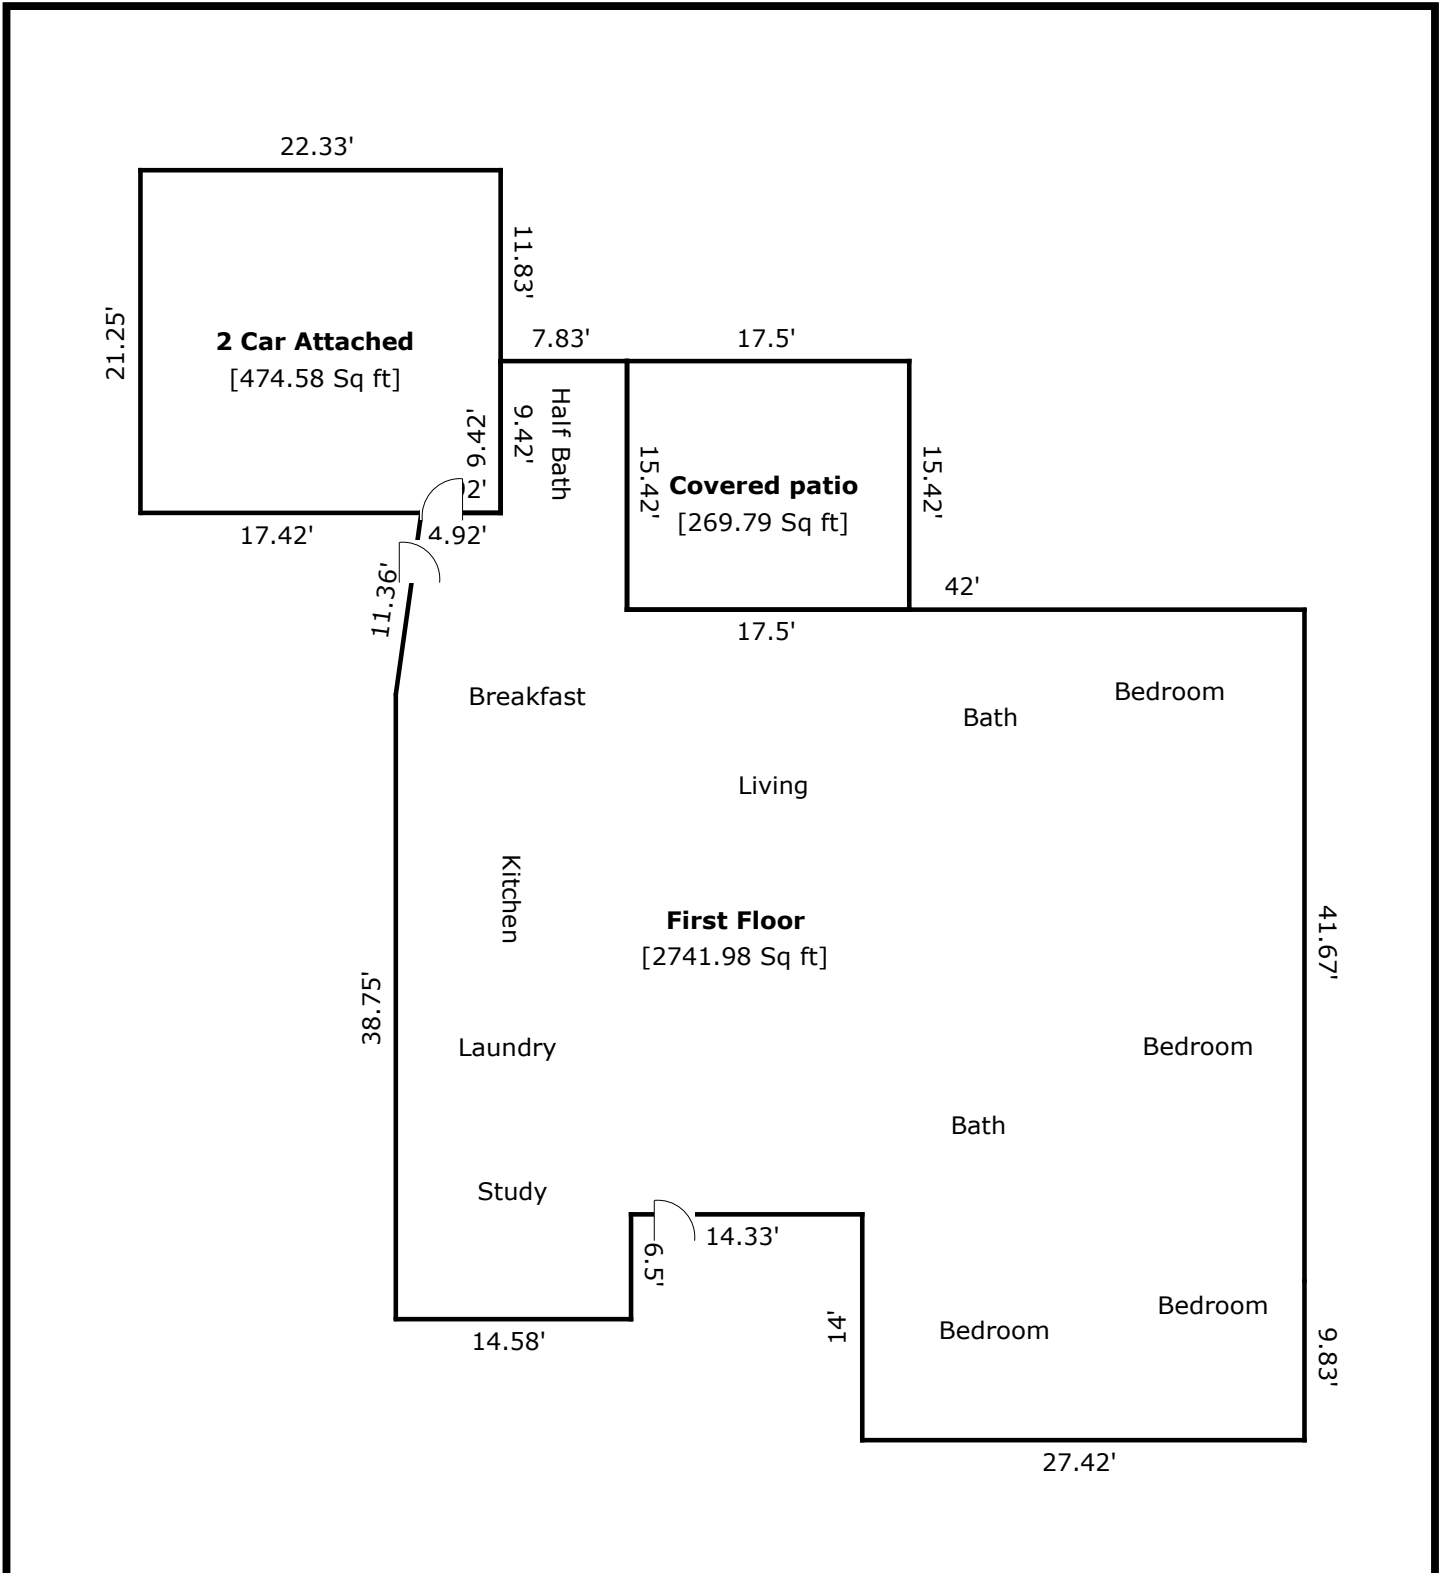 22.33'
11.83'
21.25'
2 Car Attached
[474.58 Sq ft]
7.83'
17.5'
9.42'
9.42'
Half Bath
15.42'
Covered patio
[269.79 Sq ft]
15.42'
2'
17.42'
4.92'
11.36'
42'
17.5'
Breakfast
Bath
Bedroom
Living
Kitchen
First Floor
[2741.98 Sq ft]
41.67'
38.75'
Laundry
Bedroom
Bath
Study
14.33'
6.5'
14.58'
14'
Bedroom
Bedroom
9.83'
27.42'